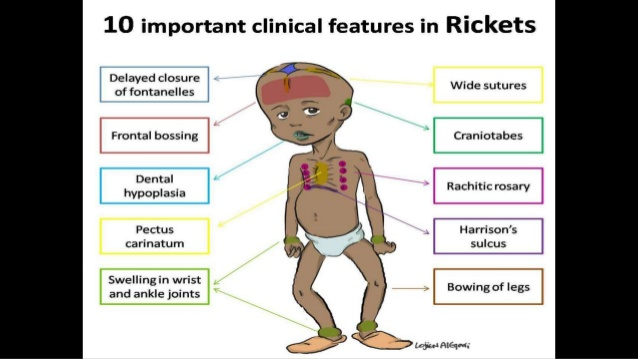 10 important clinical features in Rickets
Delayed closure
of fontanelles
Wide sutures
Frontal bossing
Craniotabes
Dental
hypoplasia
Rachitic rosary
Pectus
carinatum
Harrison's
sulcus
Swelling in wrist
and ankle joints
Bowing of legs